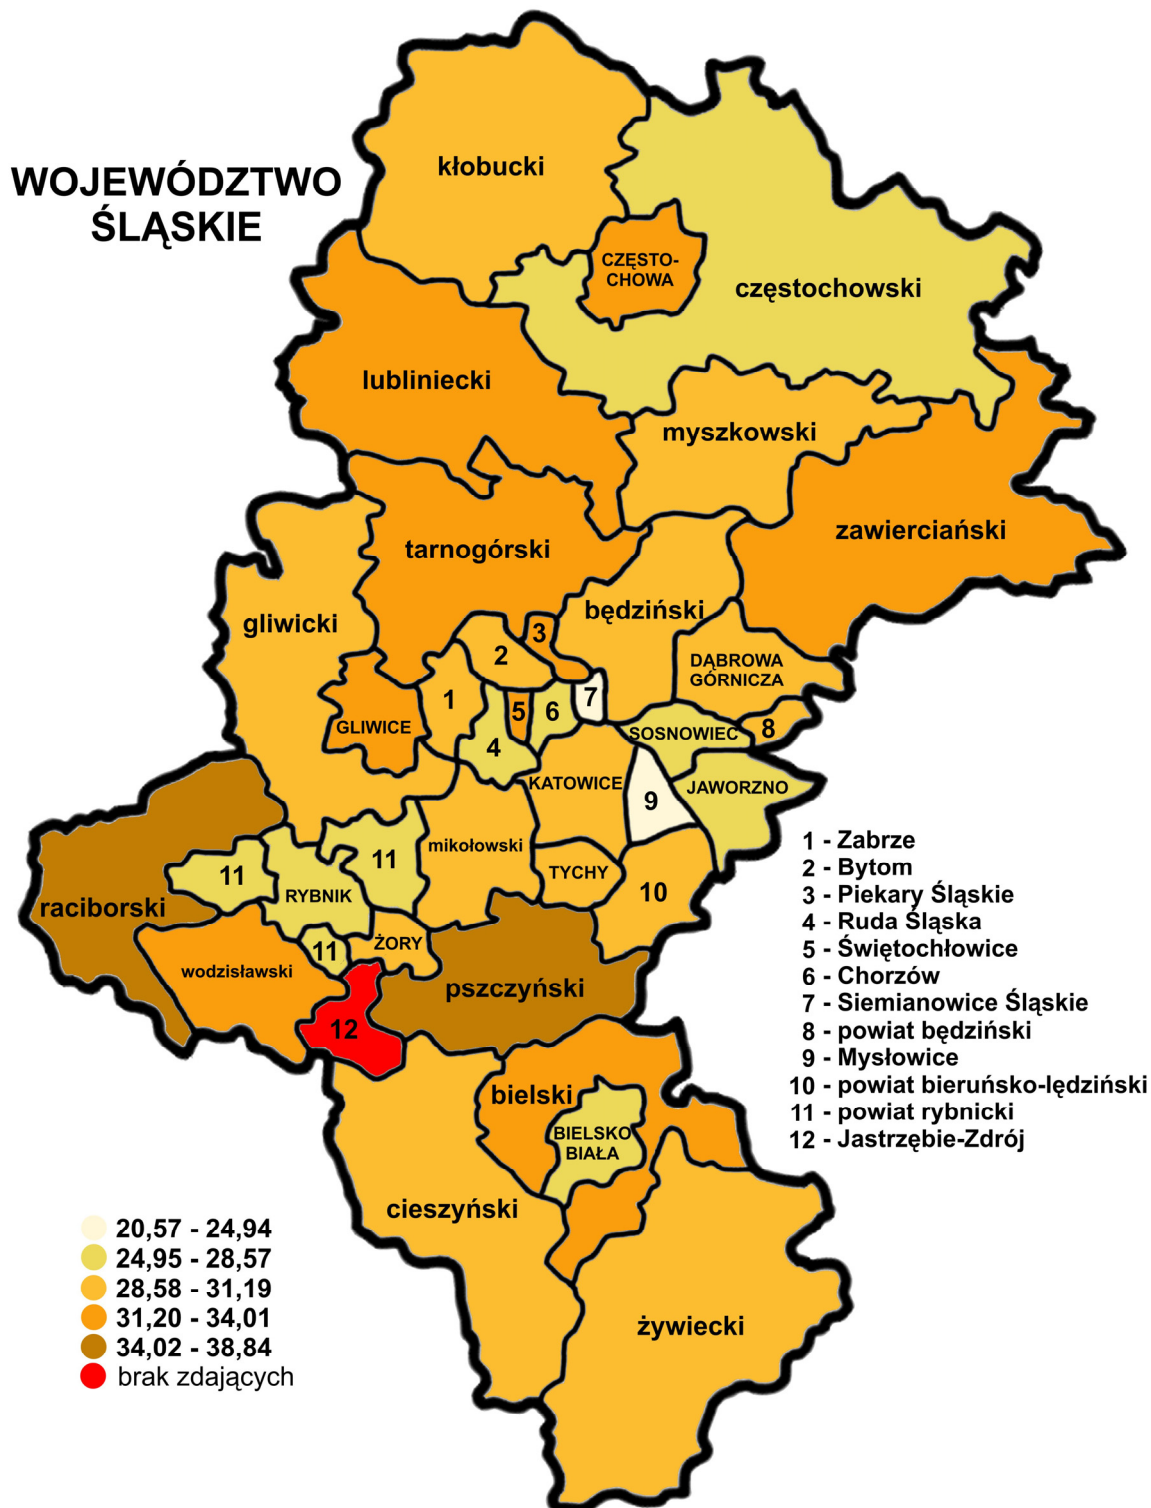 WOJEWÓDZTWO
ŚLĄSKIE
kłobucki
CZĘSTO-
CHOWA
częstochowski
lubliniecki
myszkowski
zawierciański
tarnogórski
będziński
gliwicki
3
2
DĄBROWA
GÓRNICZA
1
7
5
6
GLIWICE
8
SOSNOWIEC
4
KATOWICE
JAWORZNO
9
mikołowski
11
TYCHY
11
RYBNIK
10
raciborski
ŻORY
11
wodzisławski
pszczyński
12
bielski
BIELSKO
BIAŁA
cieszyński
żywiecki
1 - Zabrze
2 - Bytom
3 - Piekary Śląskie
4 - Ruda Śląska
5 - Świętochłowice
6 - Chorzów
7 - Siemianowice Śląskie
8 - powiat będziński
9 - Mysłowice
10 - powiat bieruńsko-lędziński
11 - powiat rybnicki
12 - Jastrzębie-Zdrój
20,57 - 24,94
24,95 - 28,57
28,58 - 31,19
31,20 - 34,01
34,02 - 38,84
brak zdających